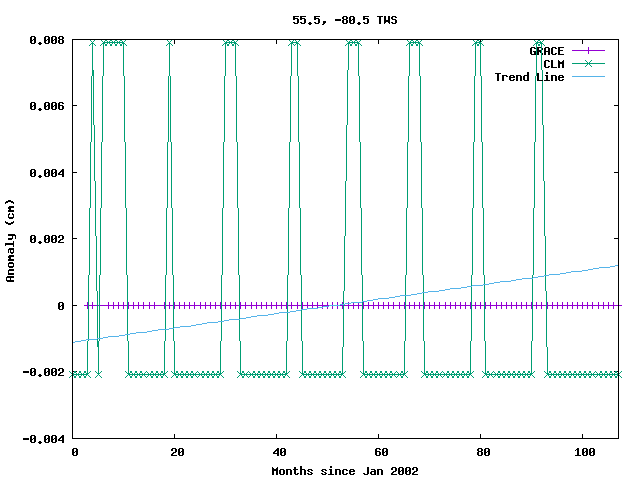 55.5, -80.5 TWS
GRACE
CLM
Trend Line
0.008
0.006
0.004
0.002
0
-0.002
-0.004
Anomaly (cm)
0 20 40 60 80 100
Months since Jan 2002